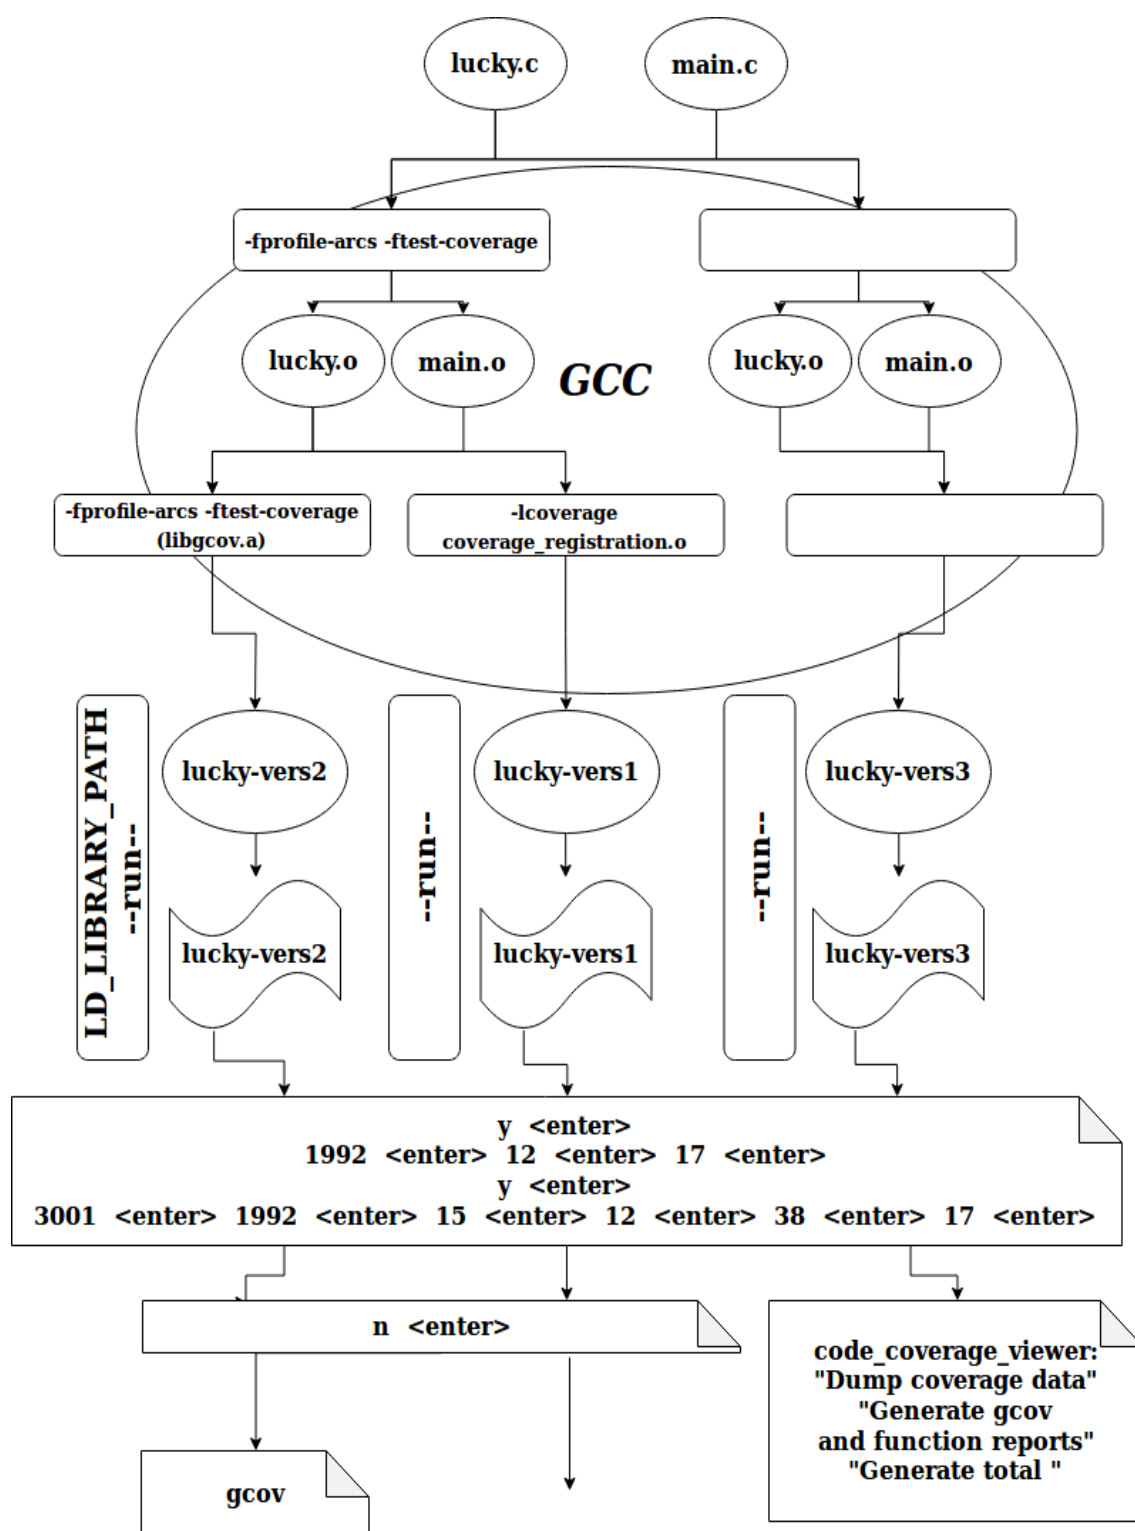 lucky.c
main.c
-fprofile-arcs -ftest-coverage
lucky.o
main.o
GCC
lucky.o
main.o
-fprofile-arcs -ftest-coverage
(libgcov.a)
-lcoverage
coverage_registration.o
LD_LIBRARY_PATH
--run--
lucky-vers2
--run--
lucky-vers1
--run--
lucky-vers3
lucky-vers2
lucky-vers1
lucky-vers3
y <enter>
1992 <enter> 12 <enter> 17 <enter>
y <enter>
3001 <enter> 1992 <enter> 15 <enter> 12 <enter> 38 <enter> 17 <enter>
n <enter>
code_coverage_viewer:
"Dump coverage data"
"Generate gcov
and function reports"
"Generate total "
gcov